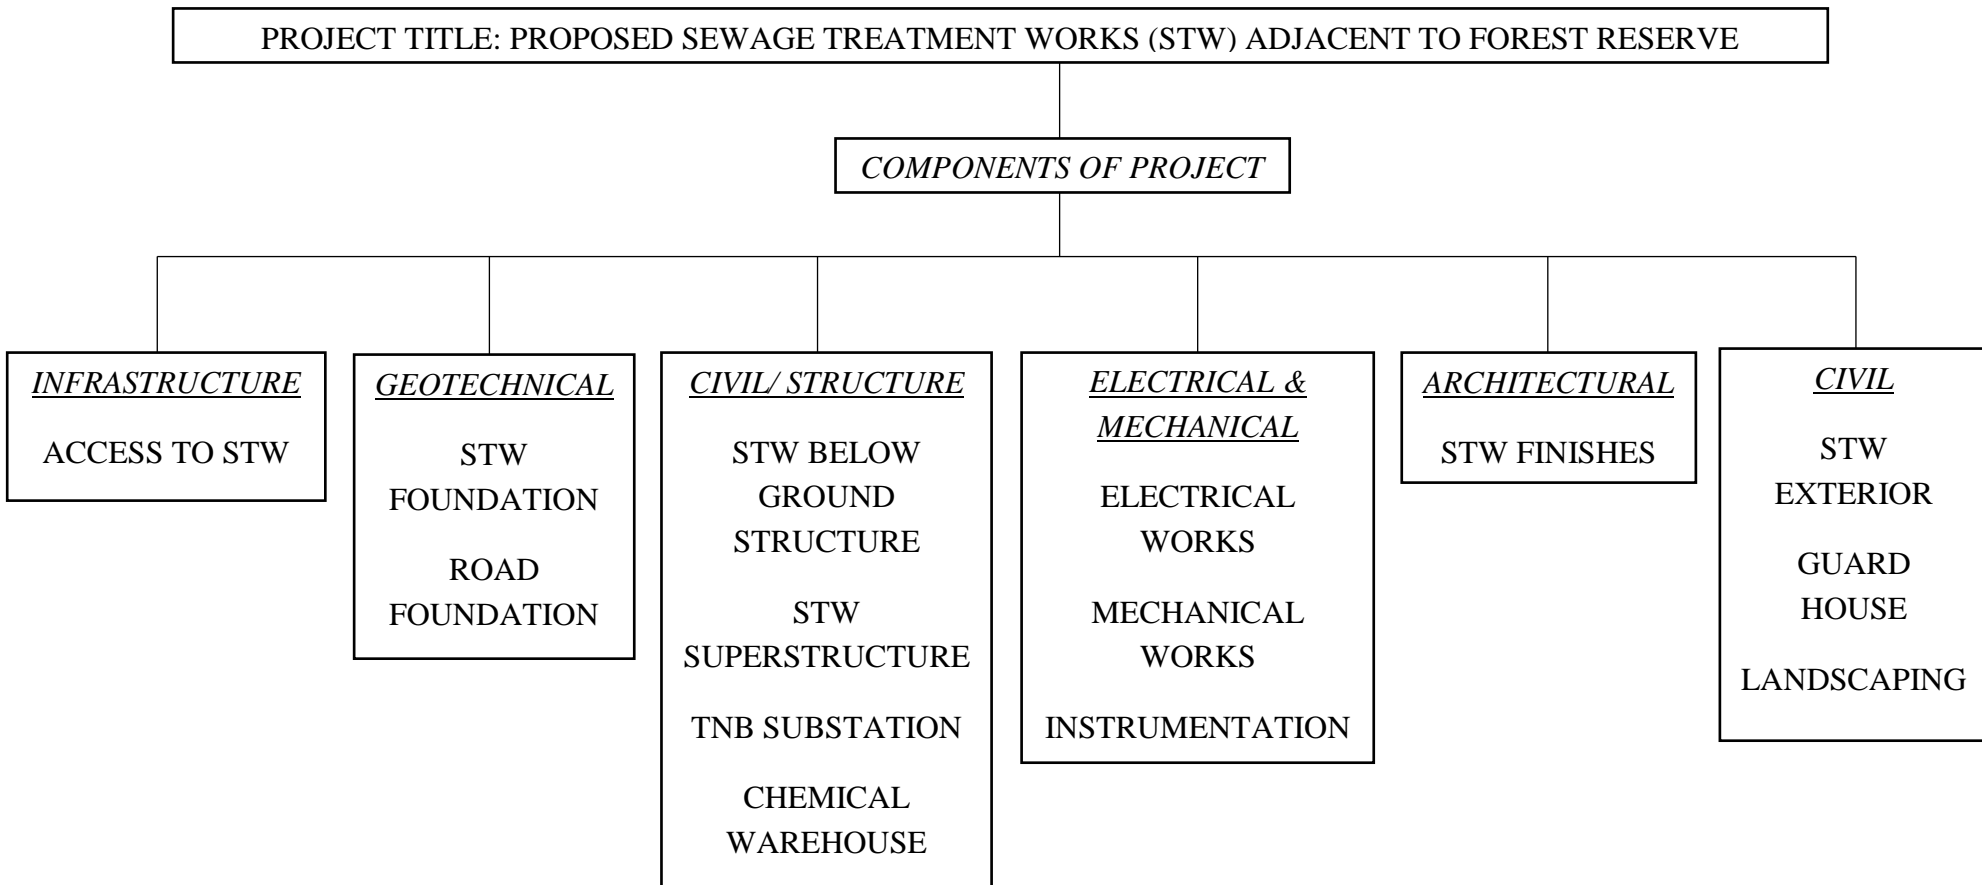 PROJECT TITLE: PROPOSED SEWAGE TREATMENT WORKS (STW) ADJACENT TO FOREST RESERVE
COMPONENTS OF PROJECT
INFRASTRUCTURE
ACCESS TO STW
GEOTECHNICAL
STW
FOUNDATION
ROAD
FOUNDATION
CIVIL/ STRUCTURE
STW BELOW
GROUND
STRUCTURE
STW
SUPERSTRUCTURE
TNB SUBSTATION
CHEMICAL
WAREHOUSE
ELECTRICAL &
MECHANICAL
ELECTRICAL
WORKS
MECHANICAL
WORKS
INSTRUMENTATION
ARCHITECTURAL
STW FINISHES
CIVIL
STW
EXTERIOR
GUARD
HOUSE
LANDSCAPING